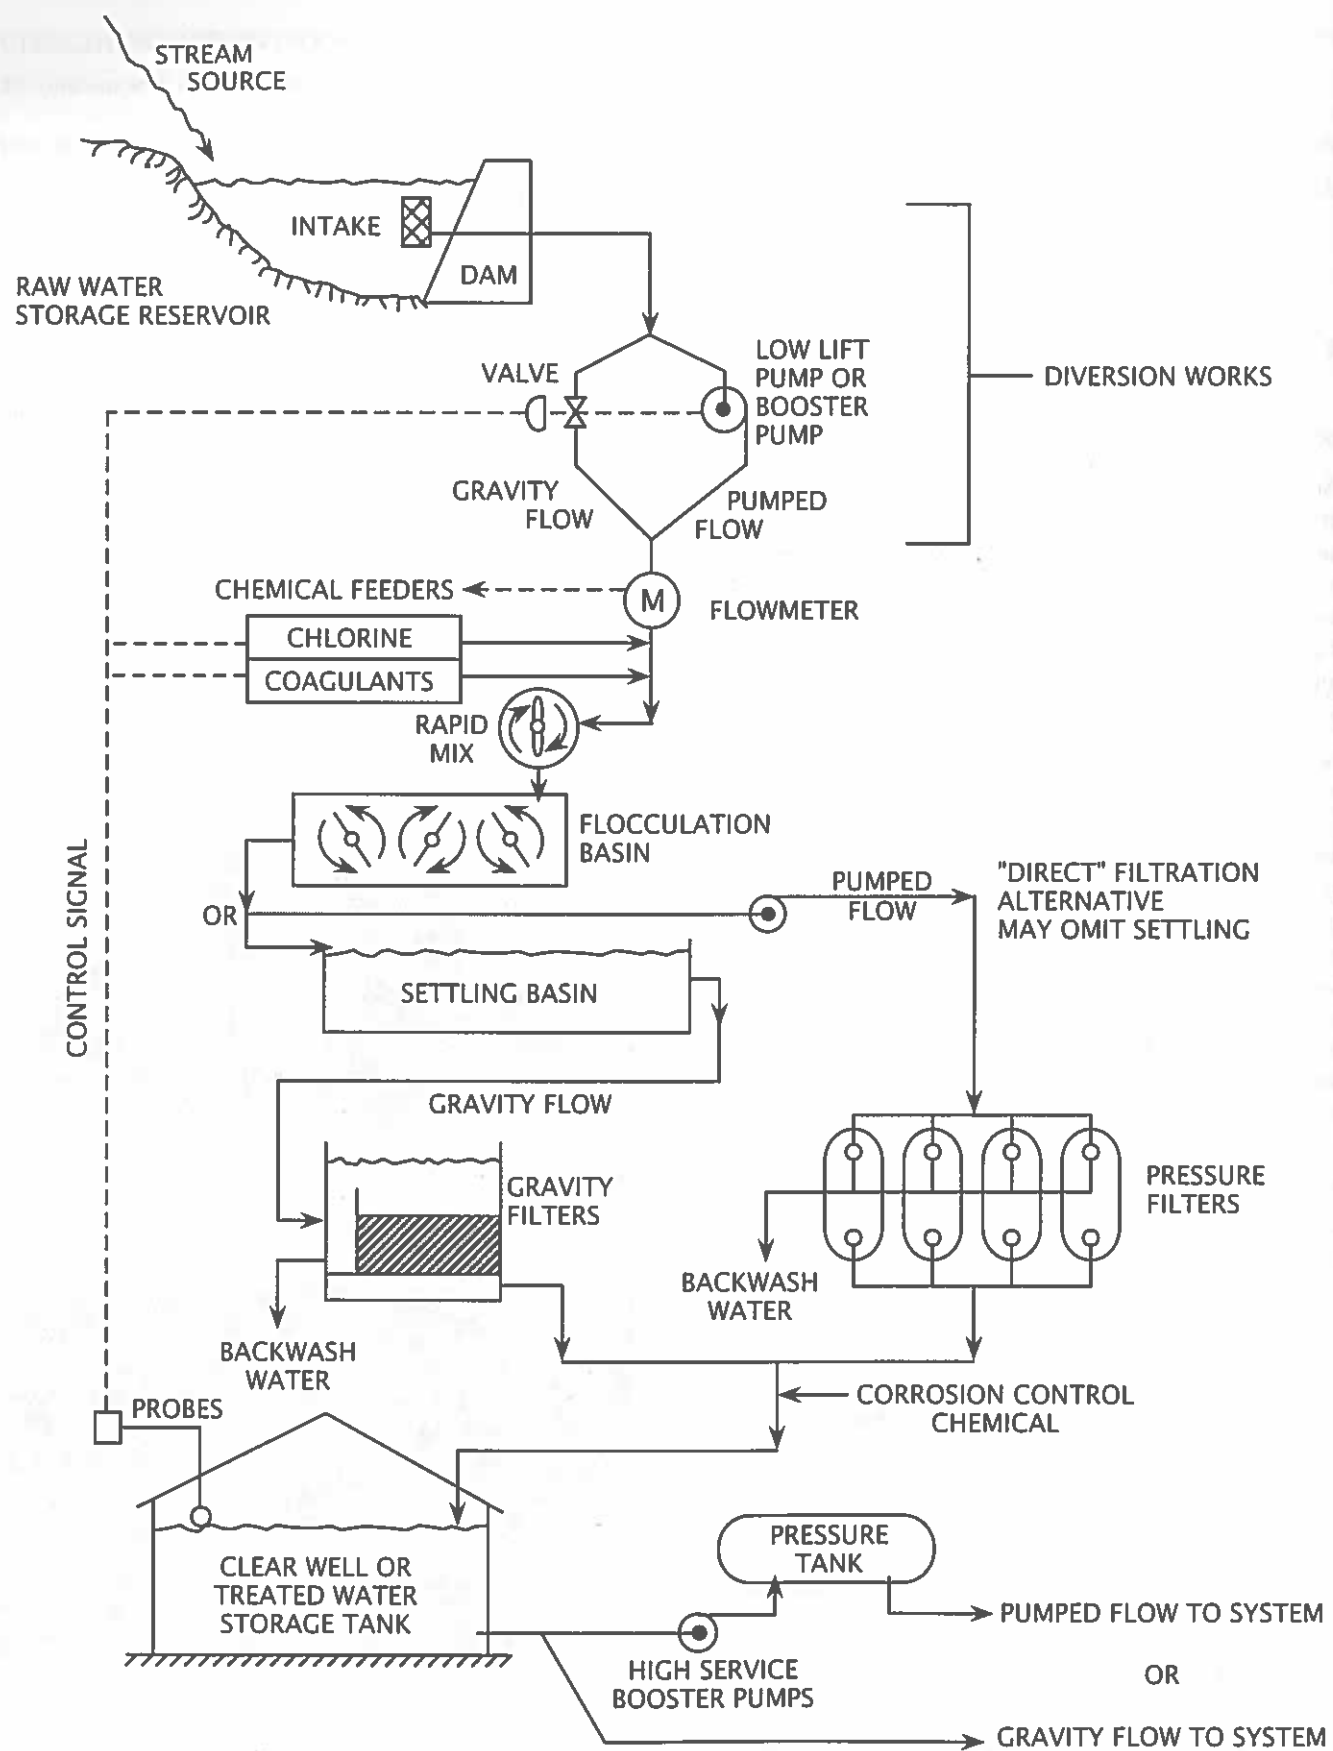 STREAM
SOURCE
INTAKE
DAM
RAW WATER
STORAGE RESERVOIR
VALVE
LOW LIFT
PUMP OR
BOOSTER
PUMP
DIVERSION WORKS
GRAVITY
FLOW
PUMPED
FLOW
CHEMICAL FEEDERS
M
FLOWMETER
CHLORINE
COAGULANTS
RAPID
MIX
FLOCCULATION
BASIN
CONTROL SIGNAL
OR
PUMPED
FLOW
"DIRECT" FILTRATION
ALTERNATIVE
MAY OMIT SETTLING
SETTLING BASIN
GRAVITY FLOW
GRAVITY
FILTERS
PRESSURE
FILTERS
BACKWASH
WATER
BACKWASH
WATER
CORROSION CONTROL
CHEMICAL
PROBES
CLEAR WELL OR
TREATED WATER
STORAGE TANK
PRESSURE
TANK
PUMPED FLOW TO SYSTEM
HIGH SERVICE
BOOSTER PUMPS
OR
GRAVITY FLOW TO SYSTEM